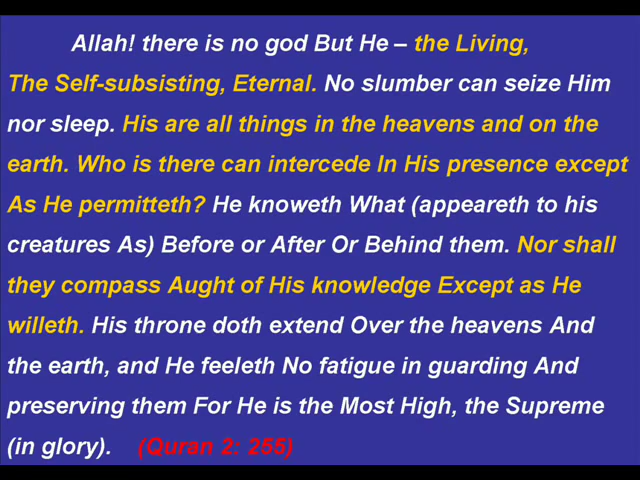 Allah! there is no god But He – the Living,
The Self-subsisting, Eternal. No slumber can seize Him
nor sleep. His are all things in the heavens and on the
earth. Who is there can intercede In His presence except
As He permitteth? He knoweth What (appeareth to his
creatures As) Before or After Or Behind them. Nor shall
they compass Aught of His knowledge Except as He
willeth. His throne doth extend Over the heavens And
the earth, and He feeleth No fatigue in guarding And
preserving them For He is the Most High, the Supreme
(in glory). (Quran 2: 255)